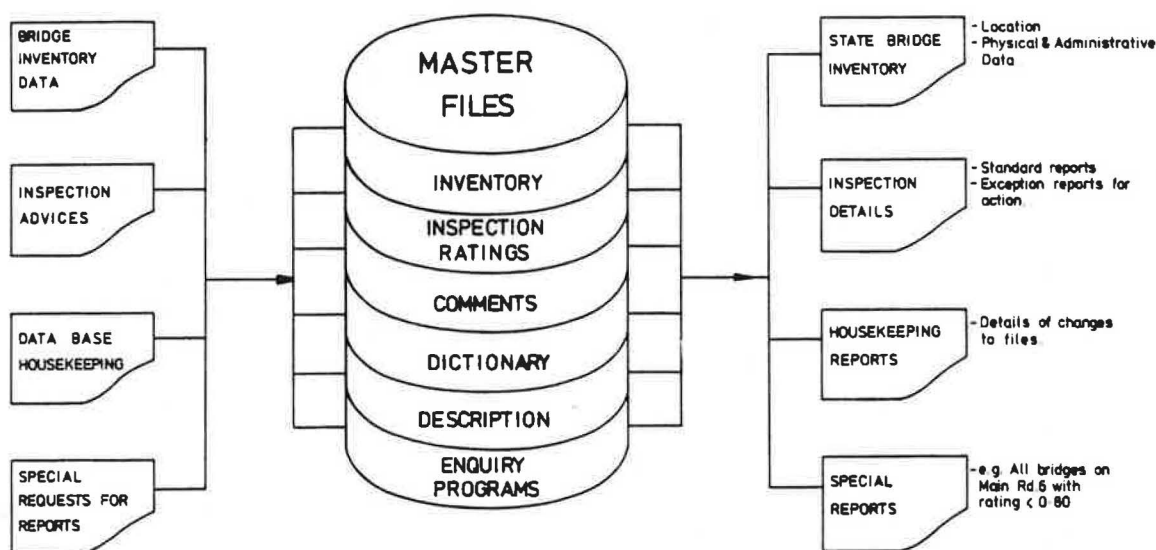 BRIDGE
INVENTORY
DATA
INSPECTION
ADVICES
DATA BASE
HOUSEKEEPING
SPECIAL
REQUESTS FOR
REPORTS
MASTER
FILES
INVENTORY
INSPECTION
RATINGS
COMMENTS
DICTIONARY
DESCRIPTION
ENQUIRY
PROGRAMS
STATE BRIDGE
INVENTORY
- Location
- Physical & Administrative
Data
INSPECTION
DETAILS
- Standard reports
- Exception reports for
action.
HOUSEKEEPING
REPORTS
- Details of changes
to files.
SPECIAL
REPORTS
- e.g. All bridges on
Main Rd.6 with
rating < 0·80